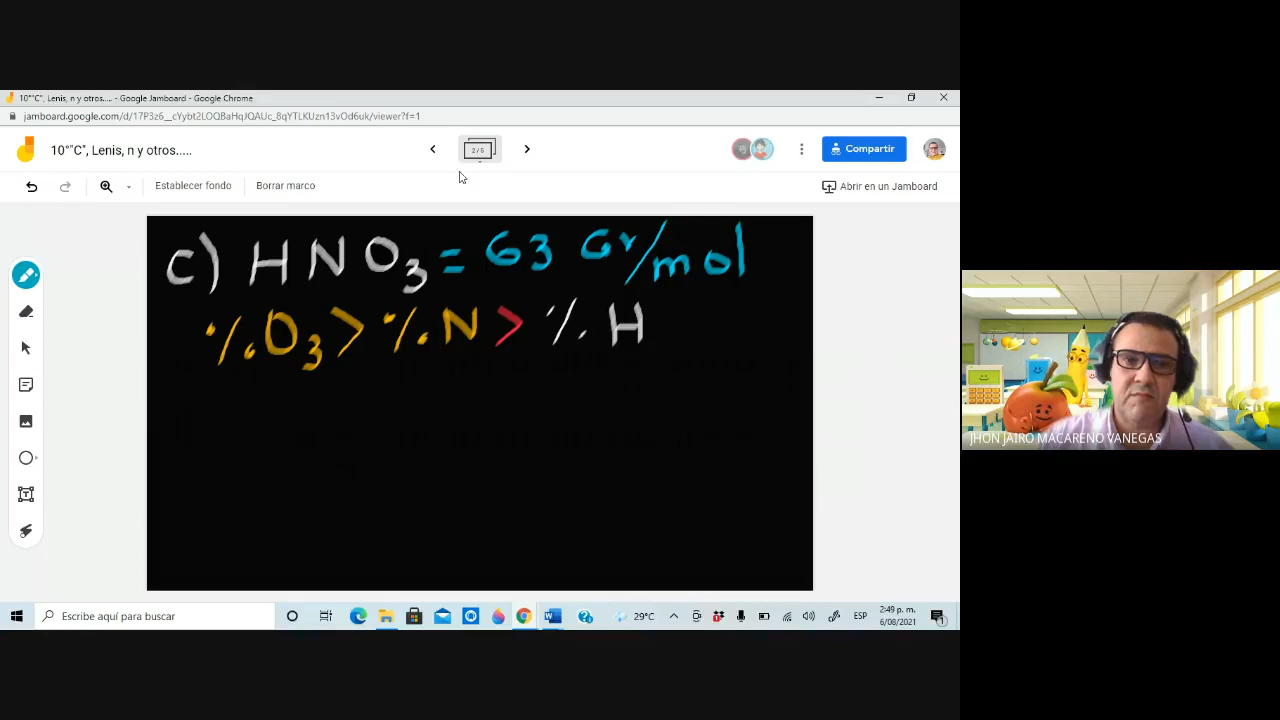 10°"C", Lenis, n y otros..... - Google Jamboard - Google Chrome
jamboard.google.com/d/17P3z6__cYybt2LOQBaHqJQAUc_8qYTLKUzn13vOd6uk/viewer?f=1
10°"C", Lenis, n y otros.....
2/5
Compartir
Establecer fondo
Borrar marco
Abrir en un Jamboard
C) HNO3 = 63 Gr/mol
%.O3 > %.N > %. H
JHON JAIRO MACARENO VANEGAS
Escribe aquí para buscar
29°C
ESP
2:49 p. m.
6/08/2021
1